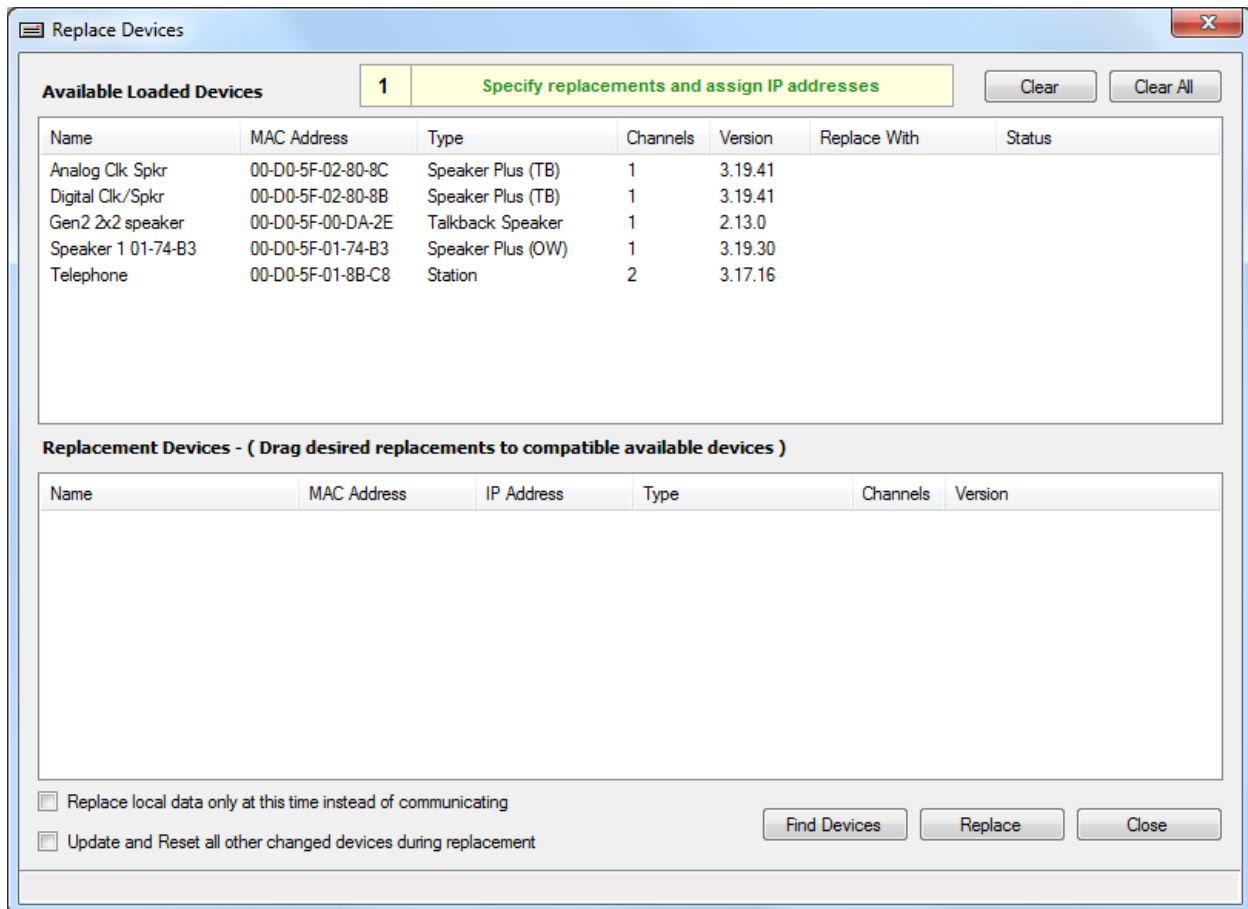 Replace Devices
Available Loaded Devices 1 Specify replacements and assign IP addresses Clear Clear All
Name MAC Address Type Channels Version Replace With Status
Analog Clk Spkr 00-D0-5F-02-80-8C Speaker Plus (TB) 1 3.19.41
Digital Clk/Spkr 00-D0-5F-02-80-8B Speaker Plus (TB) 1 3.19.41
Gen2 2x2 speaker 00-D0-5F-00-DA-2E Talkback Speaker 1 2.13.0
Speaker 1 01-74-B3 00-D0-5F-01-74-B3 Speaker Plus (OW) 1 3.19.30
Telephone 00-D0-5F-01-8B-C8 Station 2 3.17.16
Replacement Devices - ( Drag desired replacements to compatible available devices )
Name MAC Address IP Address Type Channels Version
Replace local data only at this time instead of communicating
Update and Reset all other changed devices during replacement
Find Devices Replace Close